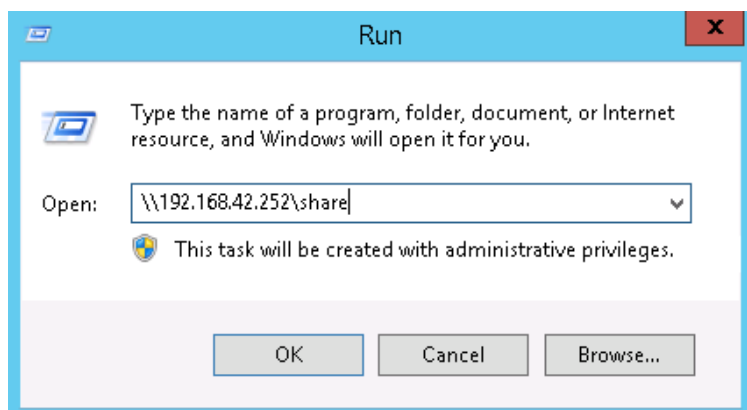 Run
x
Type the name of a program, folder, document, or Internet
resource, and Windows will open it for you.
Open: \\192.168.42.252\share
This task will be created with administrative privileges.
OK Cancel Browse...